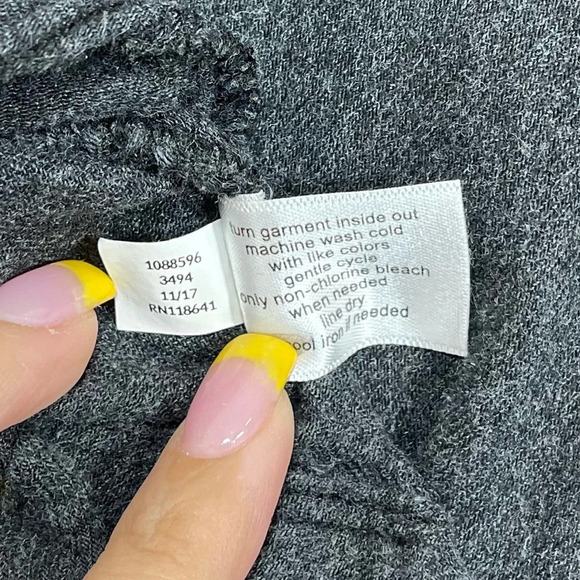 1088596
3494
11/17
RN118641
turn garment inside out
machine wash cold
with like colors
gentle cycle
only non-chlorine bleach
when needed
line dry
iron if needed